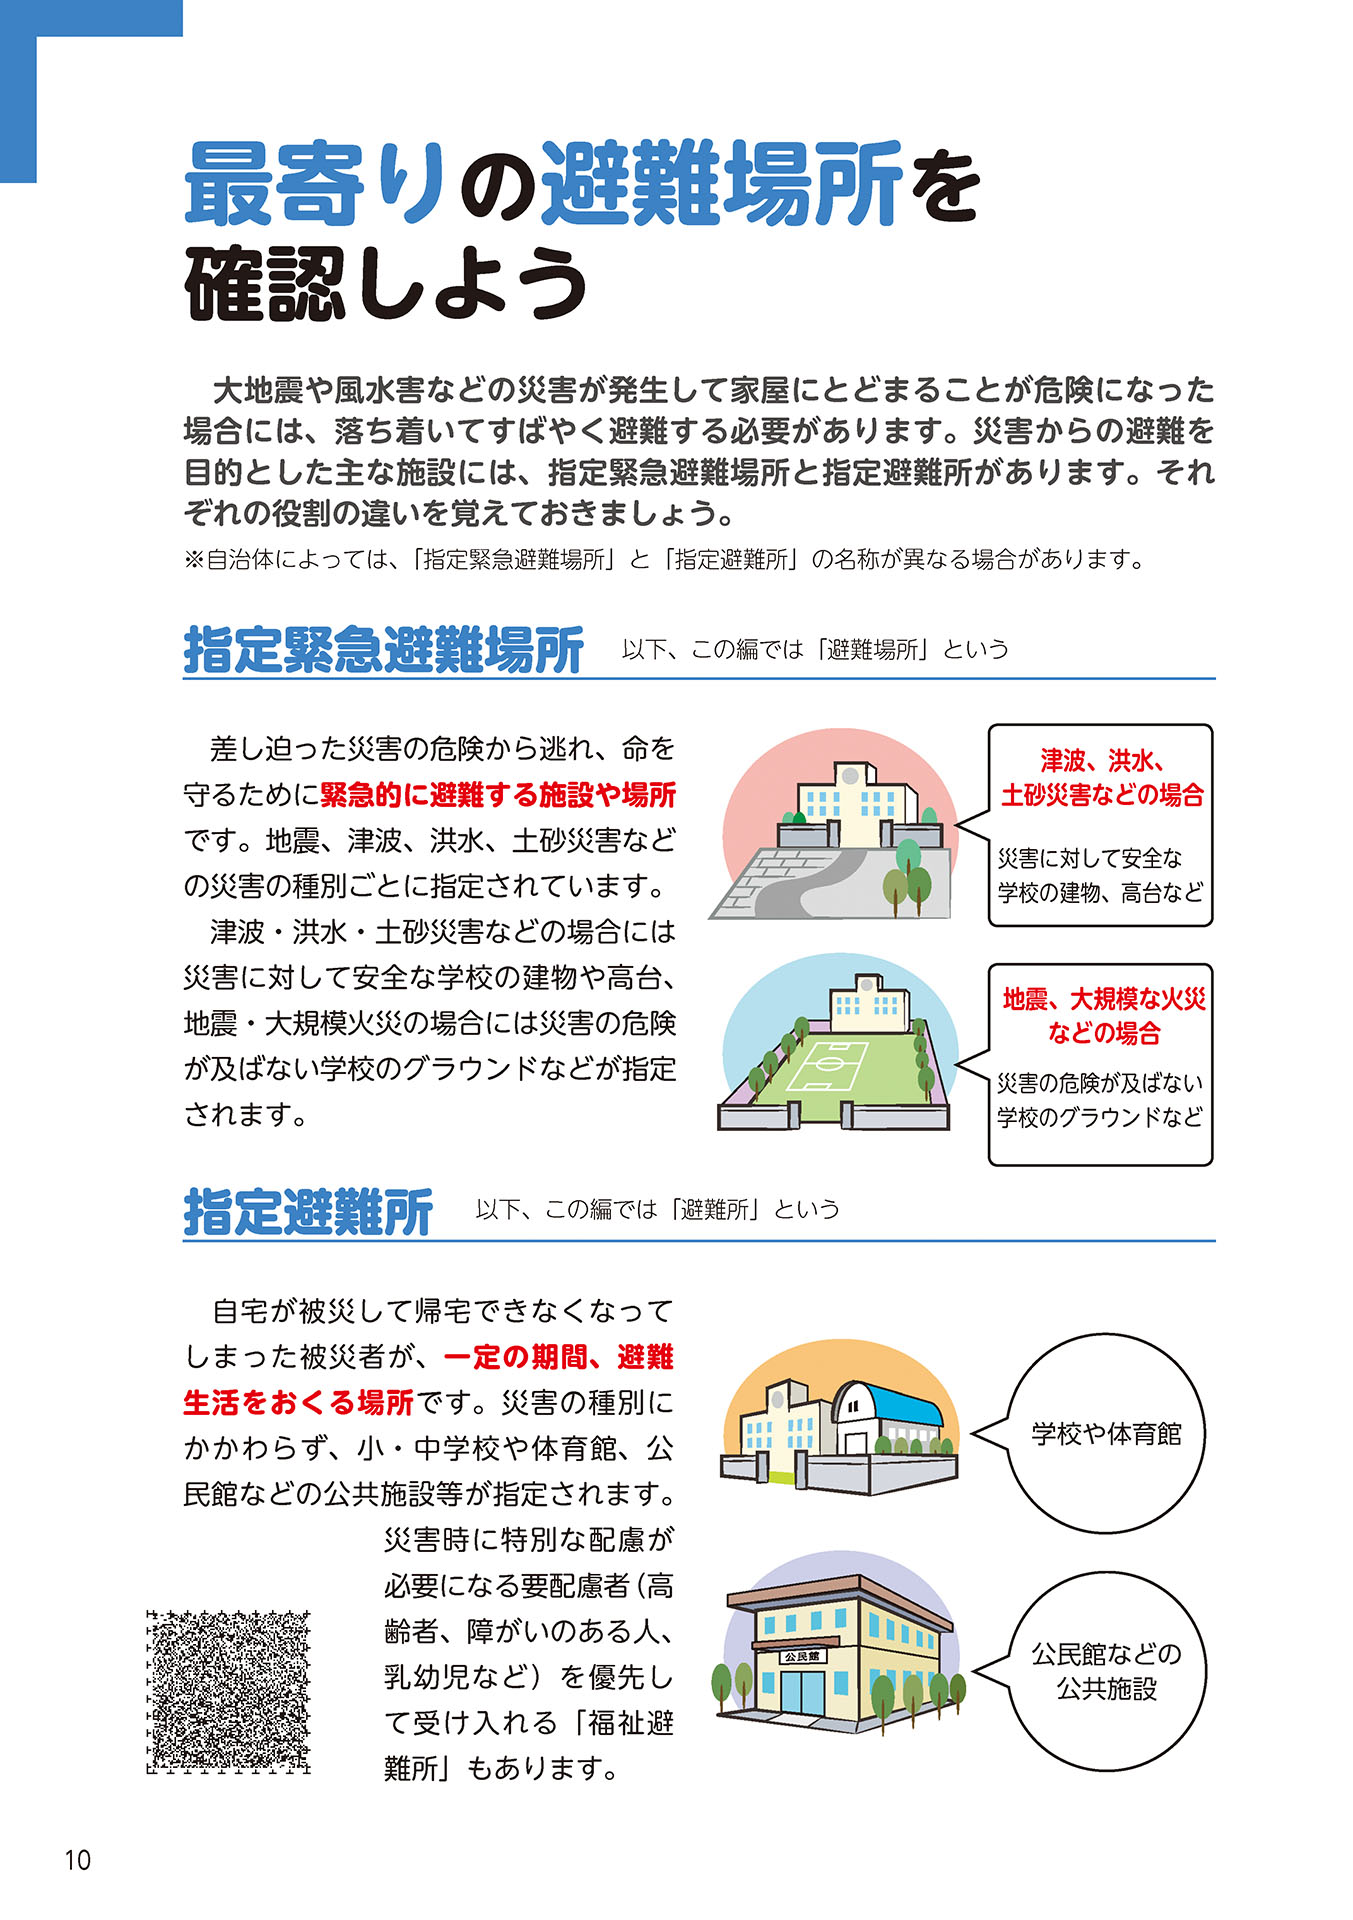 最寄りの避難場所を
確認しよう
大地震や風水害などの災害が発生して家屋にとどまることが危険になった
場合には、落ち着いてすばやく避難する必要があります。災害からの避難を
目的とした主な施設には、指定緊急避難場所と指定避難所があります。それ
ぞれの役割の違いを覚えておきましょう。
※自治体によっては、「指定緊急避難場所」と「指定避難所」の名称が異なる場合があります。
指定緊急避難場所 以下、この編では「避難場所」という
差し迫った災害の危険から逃れ、命を
守るために緊急的に避難する施設や場所
です。地震、津波、洪水、土砂災害など
の災害の種別ごとに指定されています。
津波・洪水・土砂災害などの場合には
災害に対して安全な学校の建物や高台、
地震・大規模火災の場合には災害の危険
が及ばない学校のグラウンドなどが指定
されます。
津波、洪水、
土砂災害などの場合
災害に対して安全な
学校の建物、高台など
地震、大規模な火災
などの場合
災害の危険が及ばない
学校のグラウンドなど
指定避難所 以下、この編では「避難所」という
自宅が被災して帰宅できなくなって
しまった被災者が、一定の期間、避難
生活をおくる場所です。災害の種別に
かかわらず、小・中学校や体育館、公
民館などの公共施設等が指定されます。
災害時に特別な配慮が
必要になる要配慮者（高
齢者、障がいのある人、
乳幼児など）を優先し
て受け入れる「福祉避
難所」もあります。
学校や体育館
公民館
公民館などの
公共施設
10